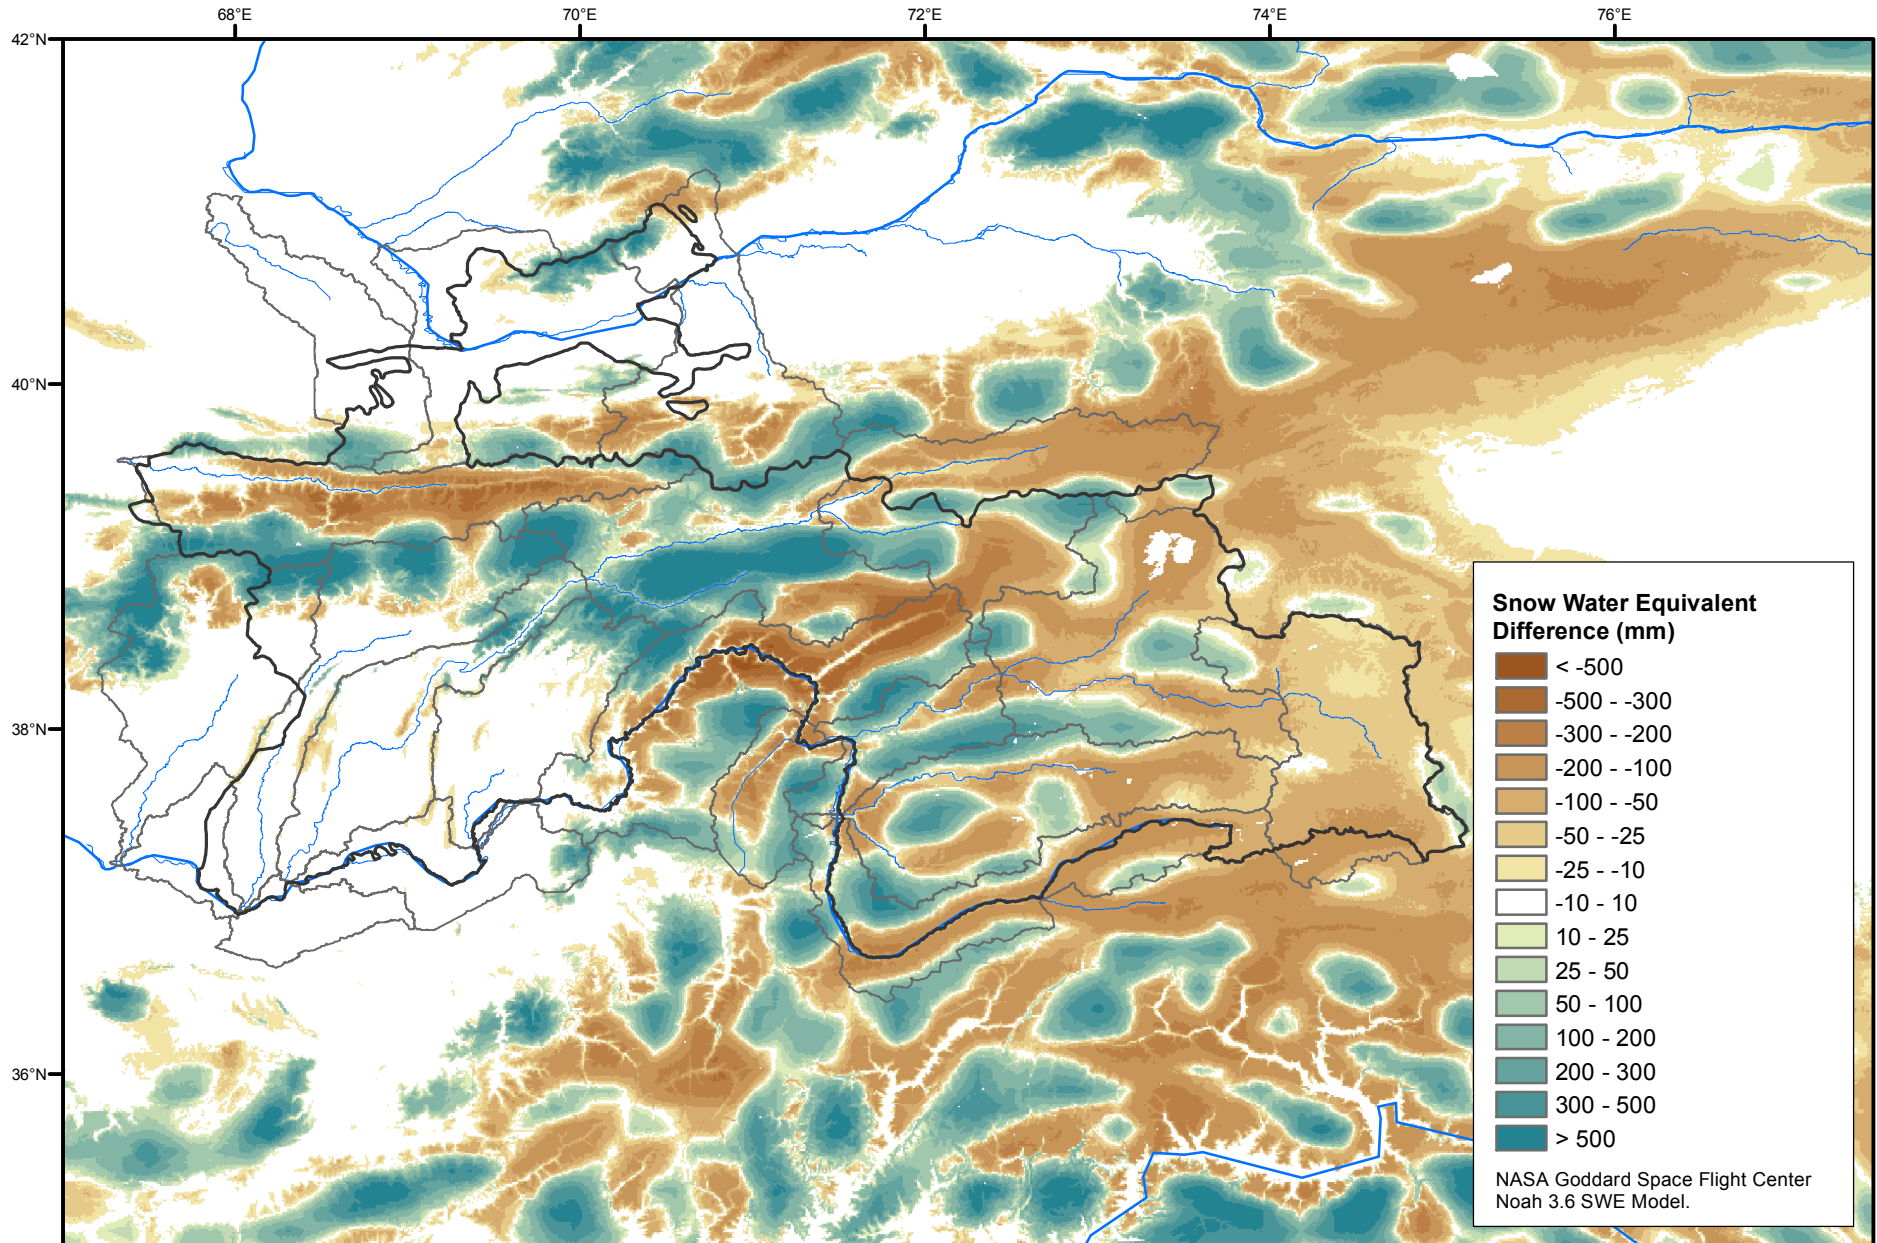 68°E 70°E 72°E 74°E 76°E
42°N
40°N
38°N
36°N
Snow Water Equivalent
Difference (mm)
< -500
-500 - -300
-300 - -200
-200 - -100
-100 - -50
-50 - -25
-25 - -10
-10 - 10
10 - 25
25 - 50
50 - 100
100 - 200
200 - 300
300 - 500
> 500
NASA Goddard Space Flight Center
Noah 3.6 SWE Model.